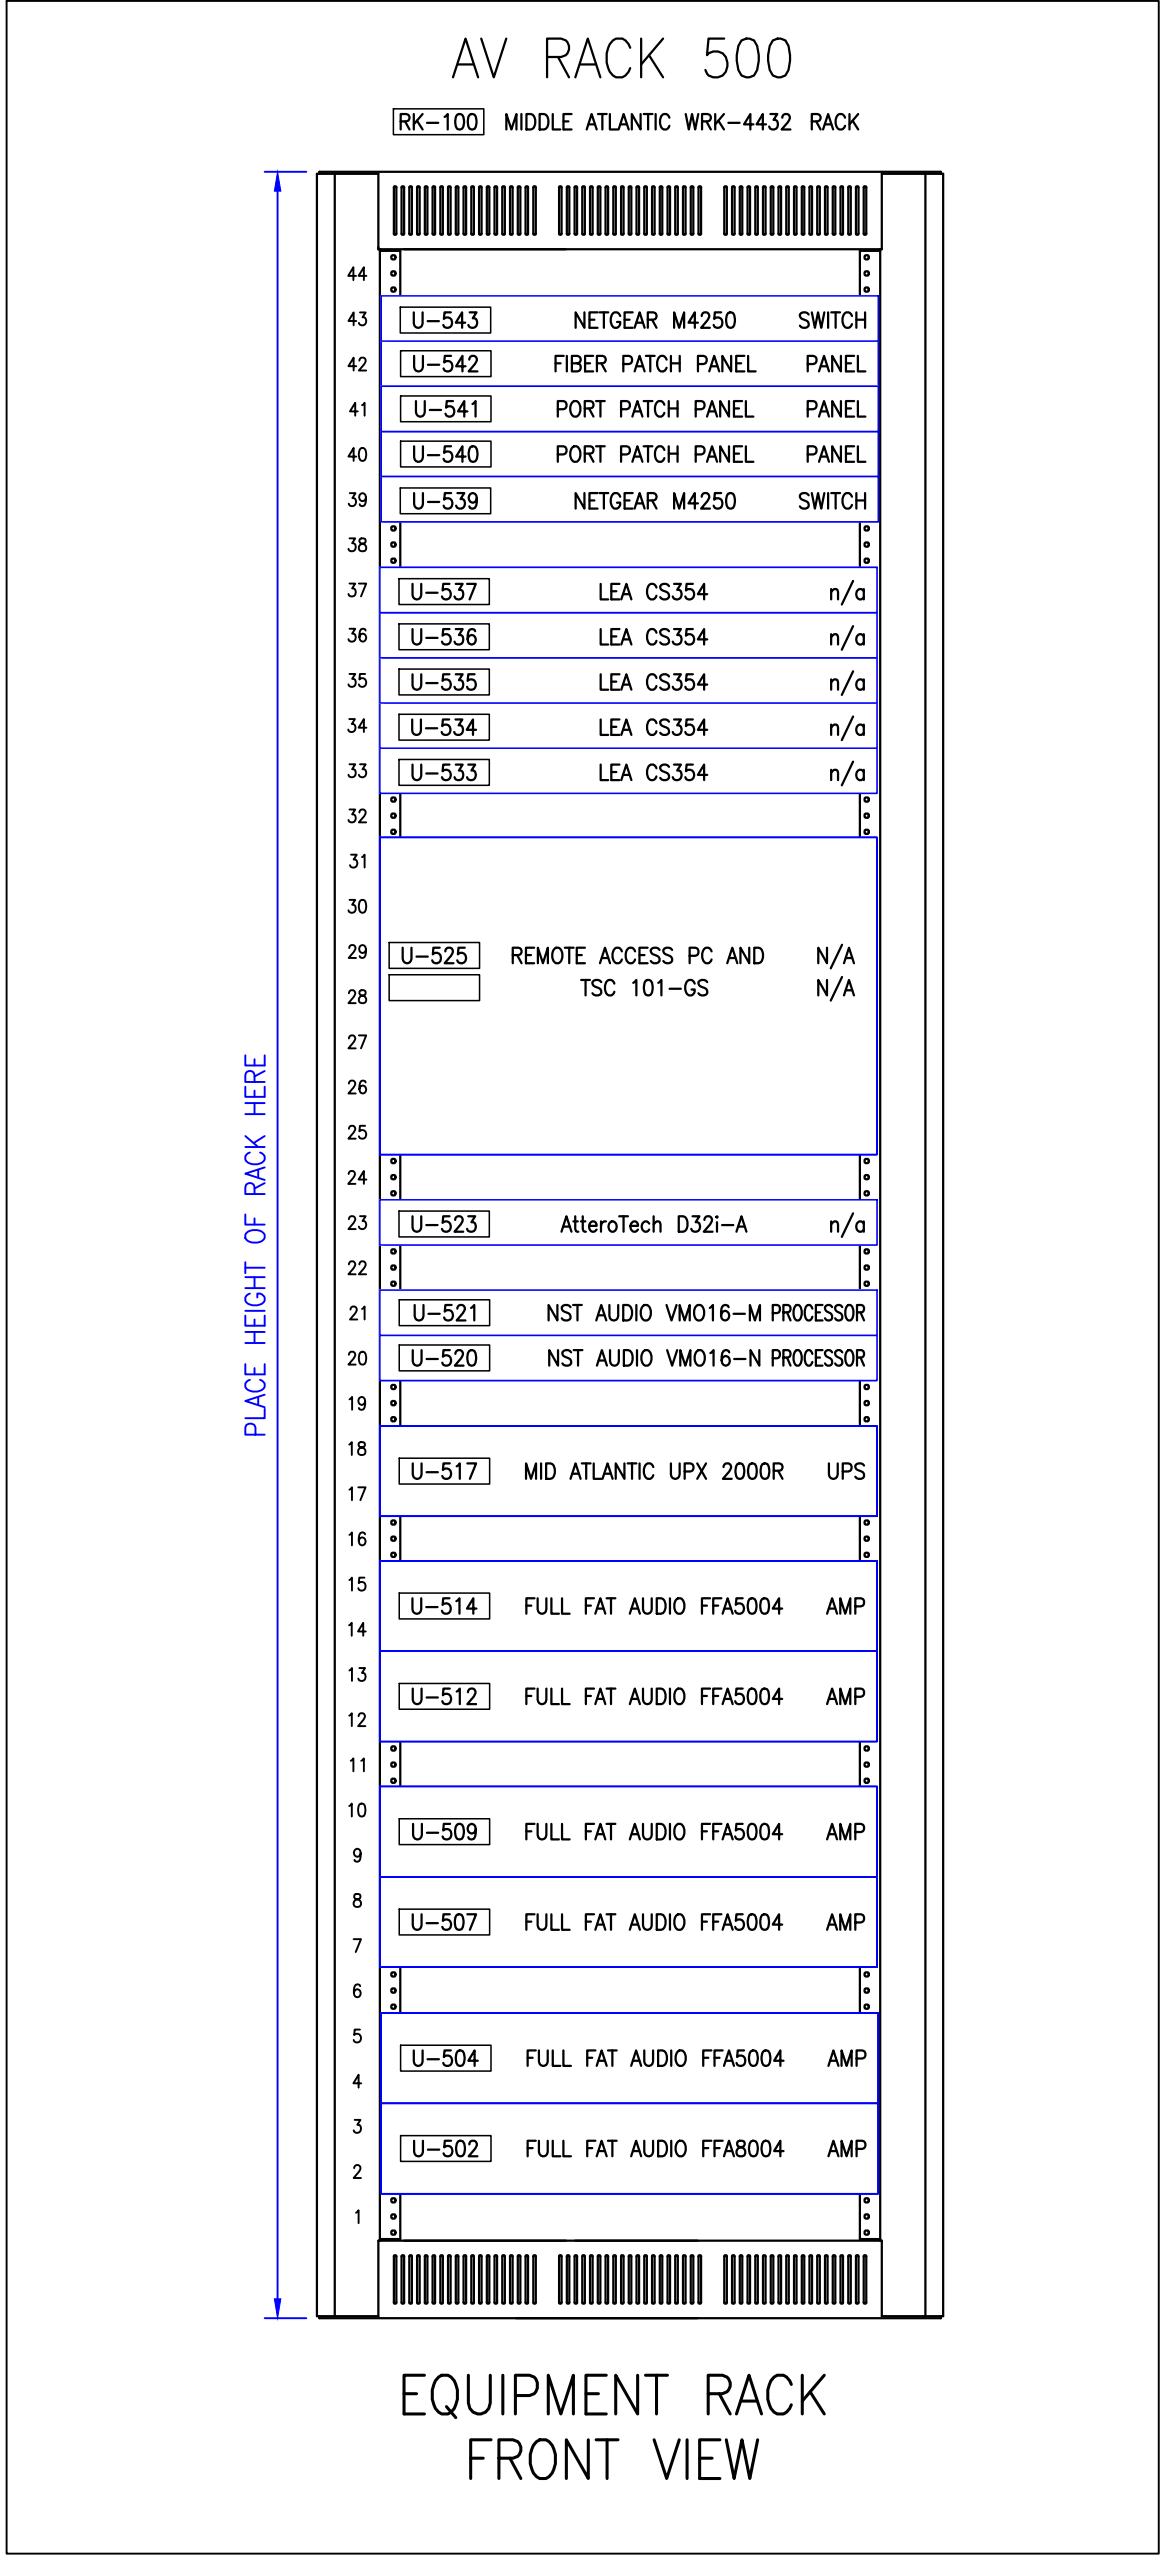 AV RACK 500
RK-100 MIDDLE ATLANTIC WRK-4432 RACK
44
43 U-543 NETGEAR M4250 SWITCH
42 U-542 FIBER PATCH PANEL PANEL
41 U-541 PORT PATCH PANEL PANEL
40 U-540 PORT PATCH PANEL PANEL
39 U-539 NETGEAR M4250 SWITCH
38
37 U-537 LEA CS354 n/a
36 U-536 LEA CS354 n/a
35 U-535 LEA CS354 n/a
34 U-534 LEA CS354 n/a
33 U-533 LEA CS354 n/a
32
31
30
29 U-525 REMOTE ACCESS PC AND N/A
28 TSC 101-GS N/A
27
26
25
24
23 U-523 AtteroTech D32i-A n/a
22
21 U-521 NST AUDIO VMO16-M PROCESSOR
20 U-520 NST AUDIO VMO16-N PROCESSOR
19
18
U-517 MID ATLANTIC UPX 2000R UPS
17
16
15
U-514 FULL FAT AUDIO FFA5004 AMP
14
13
U-512 FULL FAT AUDIO FFA5004 AMP
12
11
10
U-509 FULL FAT AUDIO FFA5004 AMP
9
8
U-507 FULL FAT AUDIO FFA5004 AMP
7
6
5
U-504 FULL FAT AUDIO FFA5004 AMP
4
3
U-502 FULL FAT AUDIO FFA8004 AMP
2
1
PLACE HEIGHT OF RACK HERE
EQUIPMENT RACK
FRONT VIEW